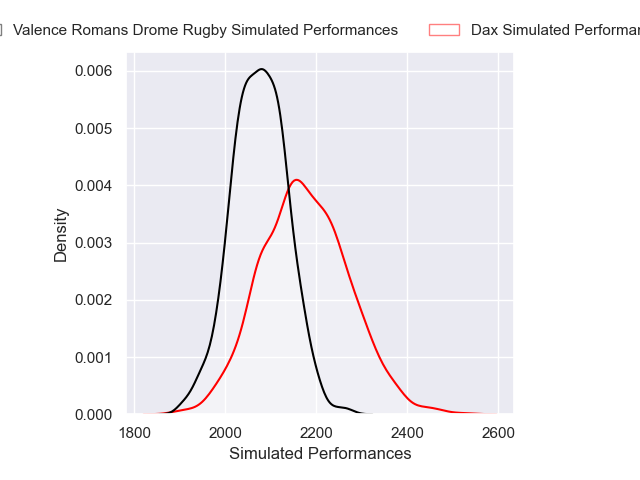 Valence Romans Drome Rugby Simulated Performances
Dax Simulated
0.006
0.005
0.004
0.003
0.002
0.001
0.000
Density
1800 2000 2200 2400 2600
Simulated Performances